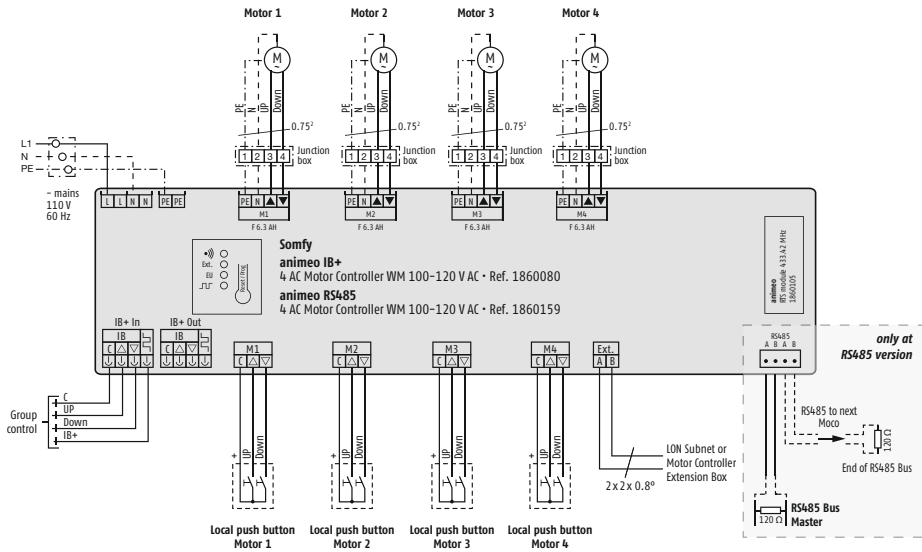 Motor 1
Motor 2
Motor 3
Motor 4
M
~
M
~
M
~
M
~
PE
N
UP
Down
PE
N
UP
Down
PE
N
UP
Down
PE
N
UP
Down
0.75²
0.75²
0.75²
0.75²
L1
N
PE
1 2 3 4
Junction
box
1 2 3 4
Junction
box
1 2 3 4
Junction
box
1 2 3 4
Junction
box
~ mains
110 V
60 Hz
L L N N
PE PE
PE N ▲ ▼
M1
F 6.3 AH
PE N ▲ ▼
M2
F 6.3 AH
PE N ▲ ▼
M3
F 6.3 AH
PE N ▲ ▼
M4
F 6.3 AH
Ext.
EU
Reset / Prog
Somfy
animeo IB+
4 AC Motor Controller WM 100–120 V AC • Ref. 1860080
animeo RS485
4 AC Motor Controller WM 100–120 V AC • Ref. 1860159
animeo
RTS module 433.42 MHz
1860105
IB+ In
IB
C △ ▽
IB+ Out
IB
C △ ▽
M1
C △ ▽
M2
C △ ▽
M3
C △ ▽
M4
C △ ▽
Ext.
A B
RS485
A B A B
only at
RS485 version
Group
control
C
UP
Down
IB+
+
UP
Down
+
UP
Down
+
UP
Down
+
UP
Down
LON Subnet or
Motor Controller
Extension Box
2 x 2 x 0.8°
RS485 to next
Moco
120 Ω
End of RS485 Bus
120 Ω
RS485 Bus
Master
Local push button
Motor 1
Local push button
Motor 2
Local push button
Motor 3
Local push button
Motor 4